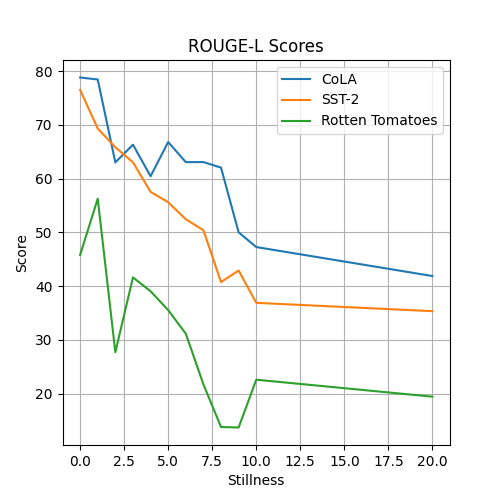 ROUGE-L Scores
CoLA
SST-2
Rotten Tomatoes
80
70
60
50
40
30
20
Score
0.0 2.5 5.0 7.5 10.0 12.5 15.0 17.5 20.0
Stillness